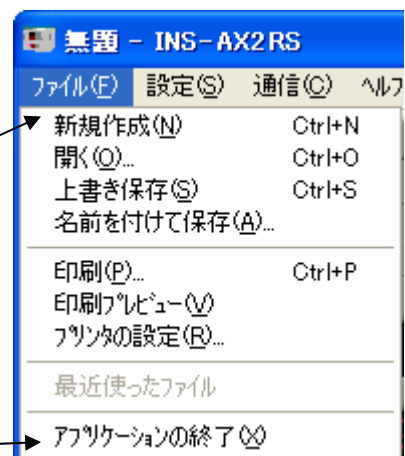 無題 - INS-AX2RS
ファイル(F) 設定(S) 通信(C) ヘルプ
新規作成(N) Ctrl+N
開く(O)... Ctrl+O
上書き保存(S) Ctrl+S
名前を付けて保存(A)...
印刷(P)... Ctrl+P
印刷プレビュー(V)
プリンタの設定(R)...
最近使ったファイル
アプリケーションの終了(X)